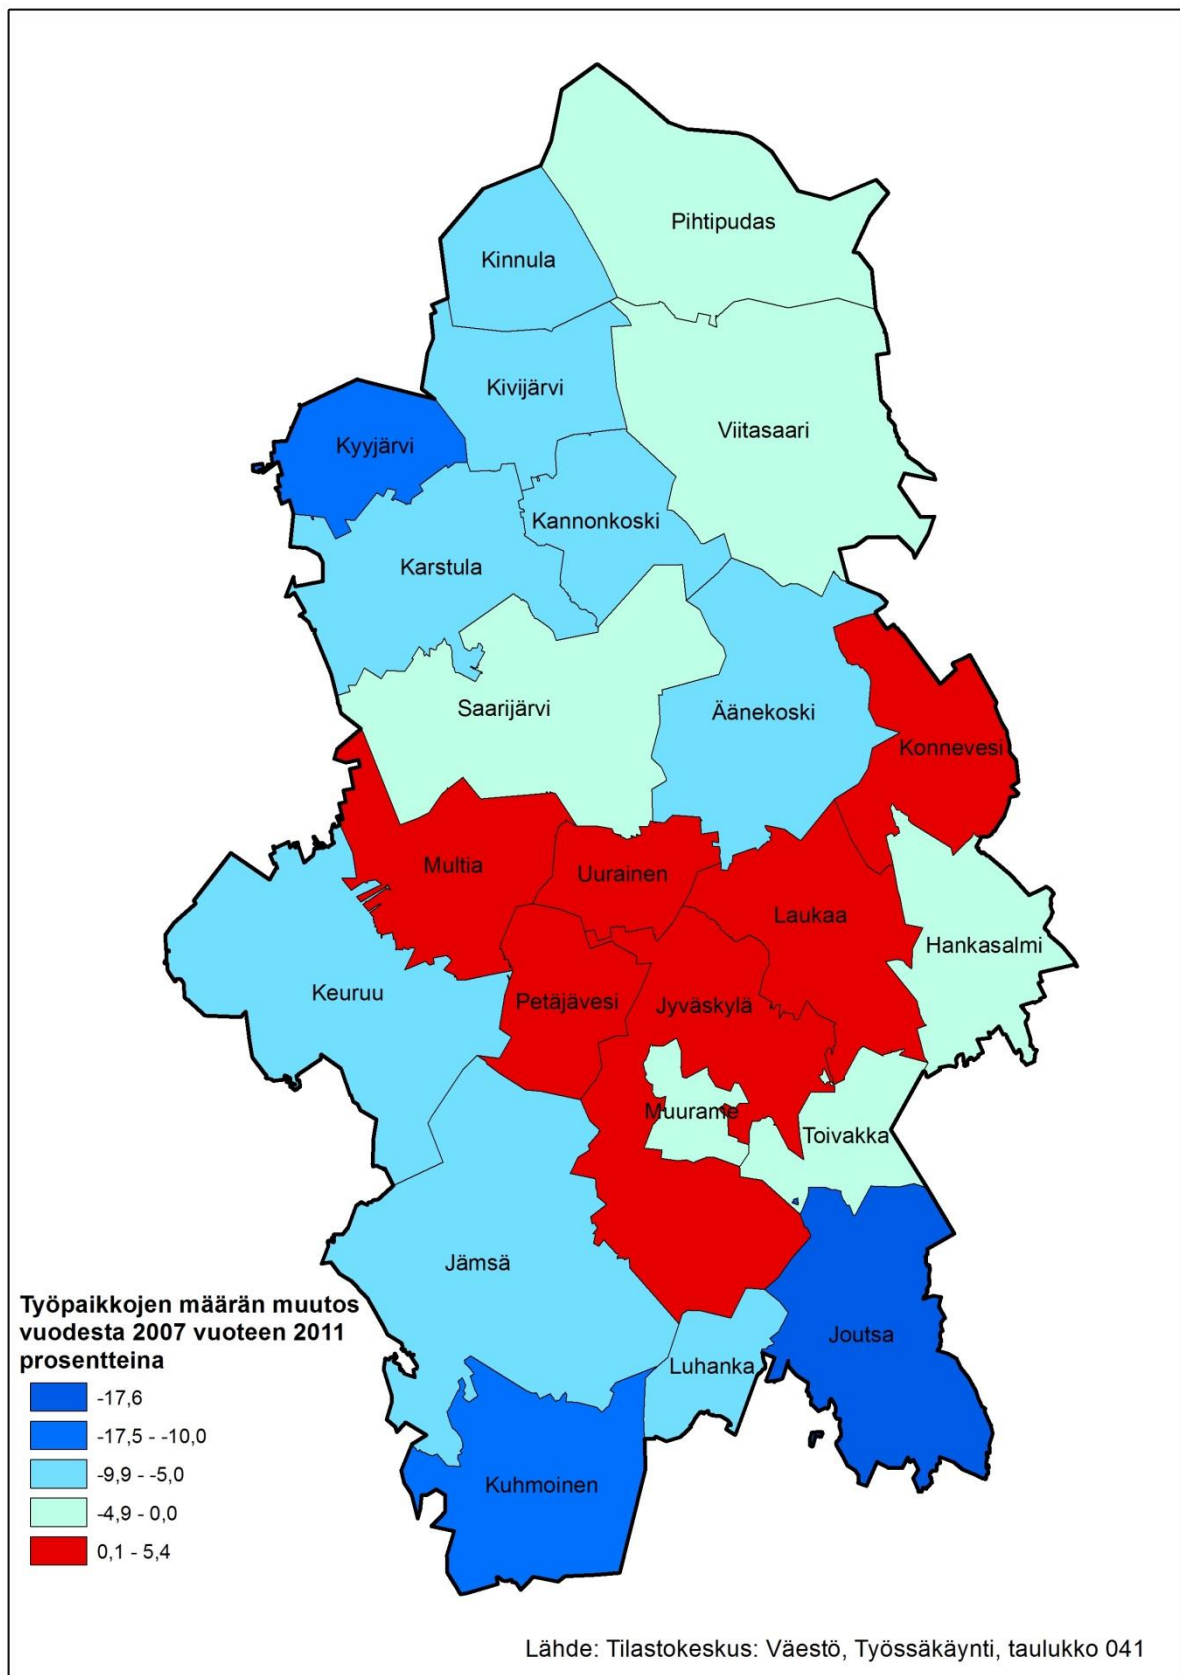 Pihtipudas
Kinnula
Kivijärvi
Viitasaari
Kyyjärvi
Kannonkoski
Karstula
Saarijärvi
Äänekoski
Konnevesi
Multia
Uurainen
Laukaa
Hankasalmi
Keuruu
Petäjävesi
Jyväskylä
Muurame
Toivakka
Jämsä
Joutsa
Luhanka
Kuhmoinen
Työpaikkojen määrän muutos
vuodesta 2007 vuoteen 2011
prosentteina
-17,6
-17,5 - -10,0
-9,9 - -5,0
-4,9 - 0,0
0,1 - 5,4
Lähde: Tilastokeskus: Väestö, Työssäkäynti, taulukko 041